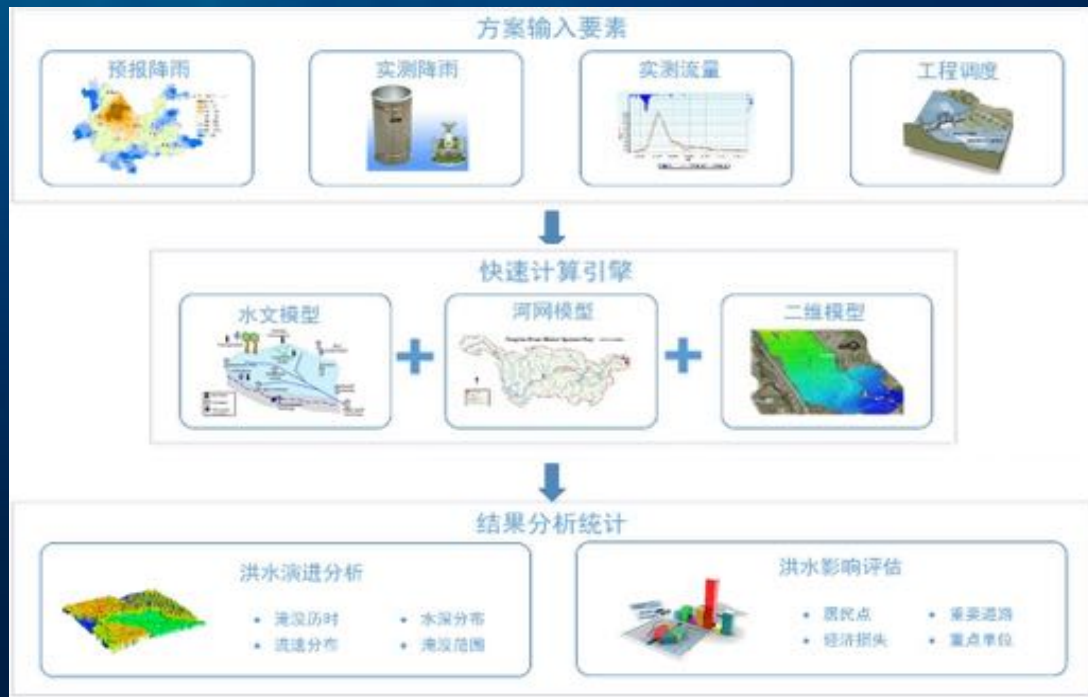 方案输入要素
预报降雨
实测降雨
实测流量
工程调度
快速计算引擎
水文模型
河网模型
二维模型
结果分析统计
洪水演进分析
• 淹没历时
• 水深分布
• 流速分布
• 淹没范围
洪水影响评估
• 居民点
• 重要道路
• 经济损失
• 重点单位